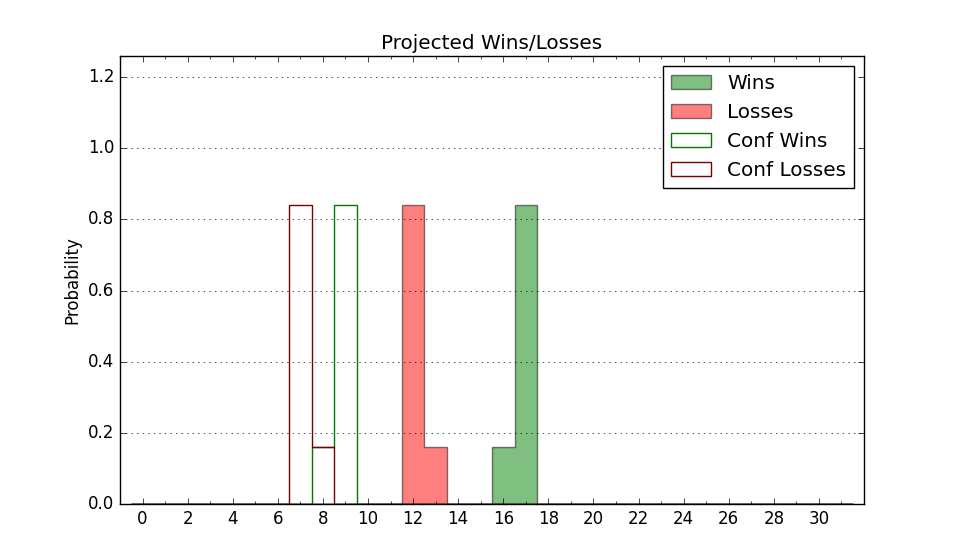 Projected Wins/Losses
Wins
Losses
Conf Wins
Conf Losses
Probability
1.2
1.0
0.8
0.6
0.4
0.2
0.0
0 2 4 6 8 10 12 14 16 18 20 22 24 26 28 30